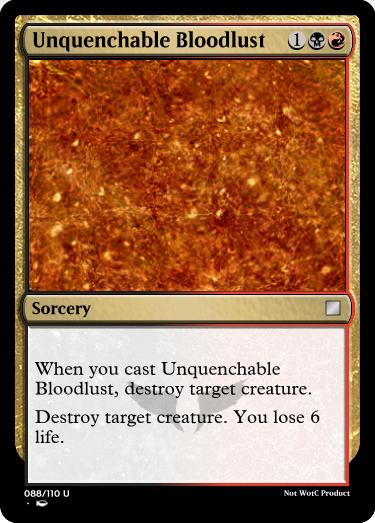 Unquenchable Bloodlust 1
Sorcery
When you cast Unquenchable
Bloodlust, destroy target creature.
Destroy target creature. You lose 6
life.
088/110 U
Not WotC Product